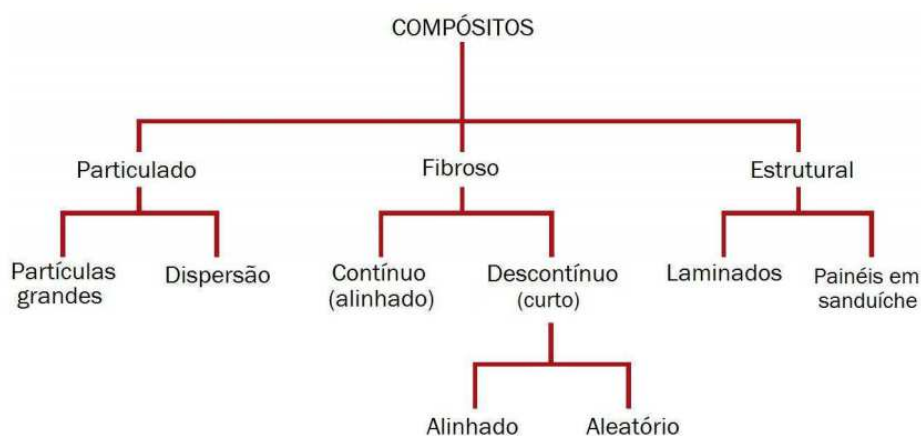 COMPÓSITOS
Particulado
Fibroso
Estrutural
Partículas
grandes
Dispersão
Contínuo
(alinhado)
Descontínuo
(curto)
Laminados
Painéis em
sanduíche
Alinhado
Aleatório